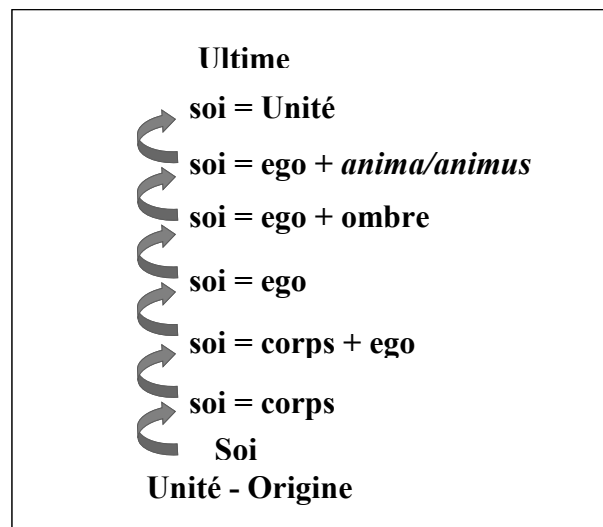 Ultime
soi = Unité
soi = ego + anima/animus
soi = ego + ombre
soi = ego
soi = corps + ego
soi = corps
Soi
Unité - Origine